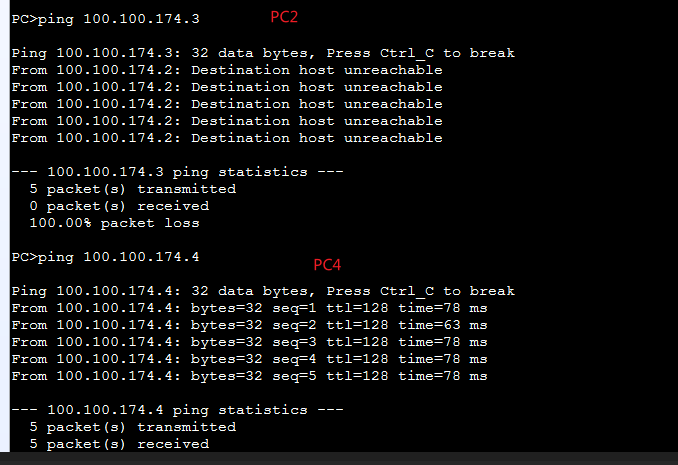 PC>ping 100.100.174.3 PC2
Ping 100.100.174.3: 32 data bytes, Press Ctrl_C to break
From 100.100.174.2: Destination host unreachable
From 100.100.174.2: Destination host unreachable
From 100.100.174.2: Destination host unreachable
From 100.100.174.2: Destination host unreachable
From 100.100.174.2: Destination host unreachable
--- 100.100.174.3 ping statistics ---
5 packet(s) transmitted
0 packet(s) received
100.00% packet loss
PC>ping 100.100.174.4
PC4
Ping 100.100.174.4: 32 data bytes, Press Ctrl_C to break
From 100.100.174.4: bytes=32 seq=1 ttl=128 time=78 ms
From 100.100.174.4: bytes=32 seq=2 ttl=128 time=63 ms
From 100.100.174.4: bytes=32 seq=3 ttl=128 time=78 ms
From 100.100.174.4: bytes=32 seq=4 ttl=128 time=78 ms
From 100.100.174.4: bytes=32 seq=5 ttl=128 time=78 ms
--- 100.100.174.4 ping statistics ---
5 packet(s) transmitted
5 packet(s) received